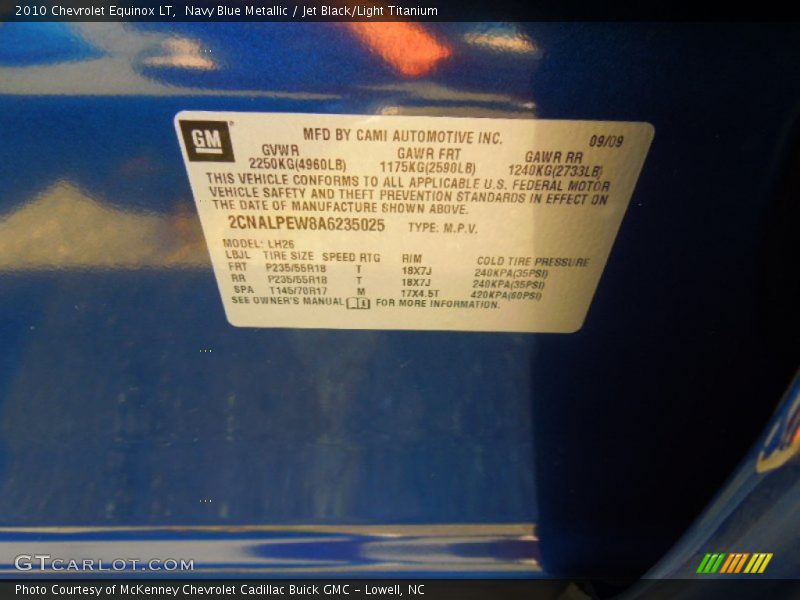 2010 Chevrolet Equinox LT, Navy Blue Metallic / Jet Black/Light Titanium
GM
MFD BY CAMI AUTOMOTIVE INC. 09/09
GVWR GAWR FRT GAWR RR
2250KG(4960LB) 1175KG(2590LB) 1240KG(2733LB)
THIS VEHICLE CONFORMS TO ALL APPLICABLE U.S. FEDERAL MOTOR
VEHICLE SAFETY AND THEFT PREVENTION STANDARDS IN EFFECT ON
THE DATE OF MANUFACTURE SHOWN ABOVE.
2CNALPEW8A6235025 TYPE: M.P.V.
MODEL: LH26
LBJL TIRE SIZE SPEED RTG RIM COLD TIRE PRESSURE
FRT P235/55R18 T 18X7J 240KPA(35PSI)
RR P235/55R18 T 18X7J 240KPA(35PSI)
SPA T145/70R17 M 17X4.5T 420KPA(60PSI)
SEE OWNER'S MANUAL FOR MORE INFORMATION.
GTCARLOT.COM
Photo Courtesy of McKenney Chevrolet Cadillac Buick GMC - Lowell, NC